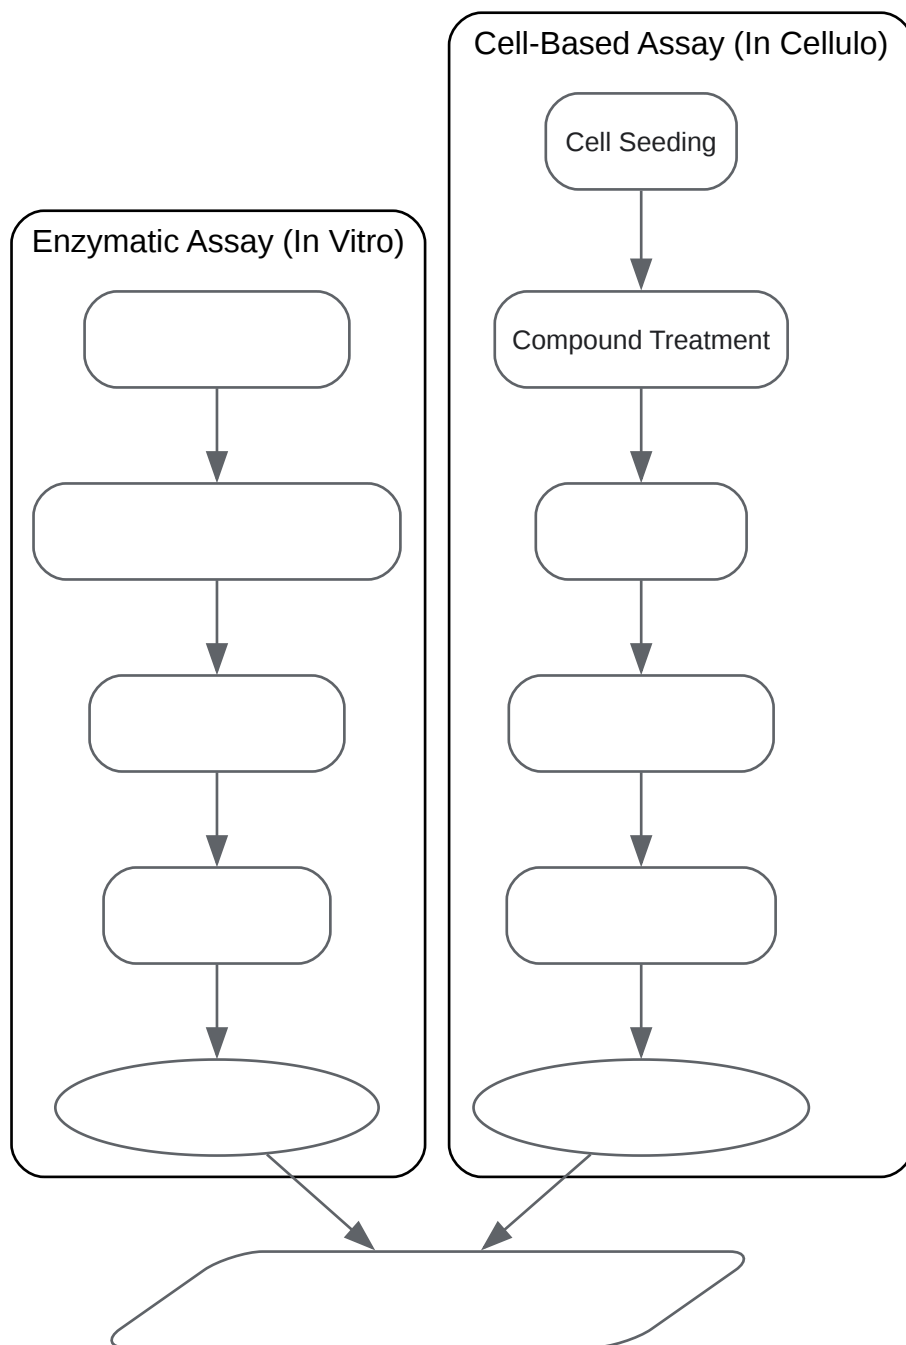 Cell-Based Assay (In Cellulo)
Cell Seeding
Enzymatic Assay (In Vitro)
Compound Treatment